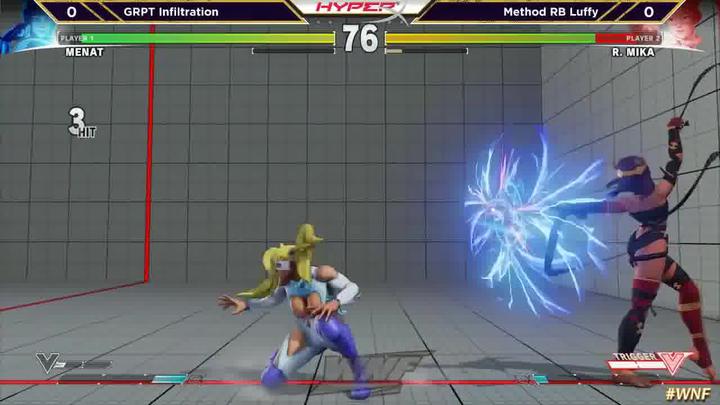 0 GRPT Infiltration HYPER Method RB Luffy 0
PLAYER 1 76 PLAYER 2
MENAT R. MIKA
3 HIT
V TRIGGER V
WNF
#WNF